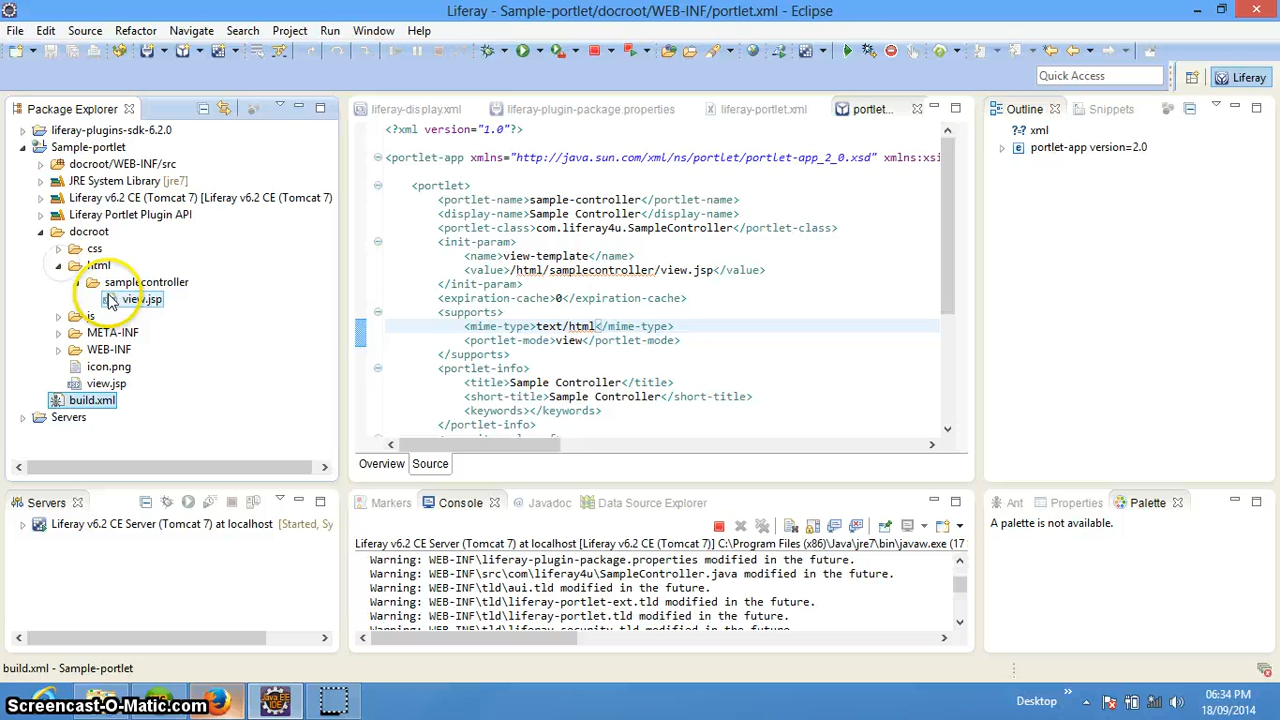 Liferay - Sample-portlet/docroot/WEB-INF/portlet.xml - Eclipse
File Edit Source Refactor Navigate Search Project Run Window Help
Quick Access
Liferay
Package Explorer
liferay-plugins-sdk-6.2.0
Sample-portlet
docroot/WEB-INF/src
JRE System Library [jre7]
Liferay v6.2 CE (Tomcat 7) [Liferay v6.2 CE (Tomcat 7)
Liferay Portlet Plugin API
docroot
css
html
samplecontroller
view.jsp
js
META-INF
WEB-INF
icon.png
view.jsp
build.xml
Servers
liferay-display.xml liferay-plugin-package.properties liferay-portlet.xml portlet...
<?xml version="1.0"?>
<portlet-app xmlns="http://java.sun.com/xml/ns/portlet/portlet-app_2_0.xsd" xmlns:xsi
<portlet>
<portlet-name>sample-controller</portlet-name>
<display-name>Sample Controller</display-name>
<portlet-class>com.liferay4u.SampleController</portlet-class>
<init-param>
<name>view-template</name>
<value>/html/samplecontroller/view.jsp</value>
</init-param>
<expiration-cache>0</expiration-cache>
<supports>
<mime-type>text/html</mime-type>
<portlet-mode>view</portlet-mode>
</supports>
<portlet-info>
<title>Sample Controller</title>
<short-title>Sample Controller</short-title>
<keywords></keywords>
</portlet-info>
Overview Source
Outline Snippets
xml
portlet-app version=2.0
Servers
Liferay v6.2 CE Server (Tomcat 7) at localhost [Started, Sy
Markers Console Javadoc Data Source Explorer
Liferay v6.2 CE Server (Tomcat 7) at localhost [Liferay v6.2 CE (Tomcat 7)] C:\Program Files (x86)\Java\jre7\bin\javaw.exe (17
Warning: WEB-INF\liferay-plugin-package.properties modified in the future.
Warning: WEB-INF\src\com\liferay4u\SampleController.java modified in the future.
Warning: WEB-INF\tld\aui.tld modified in the future.
Warning: WEB-INF\tld\liferay-portlet-ext.tld modified in the future.
Warning: WEB-INF\tld\liferay-portlet.tld modified in the future.
Warning: WEB-INF\tld\liferay-security.tld modified in the future.
Ant Properties Palette
A palette is not available.
build.xml - Sample-portlet
Desktop
06:34 PM
18/09/2014
Screencast-O-Matic.com